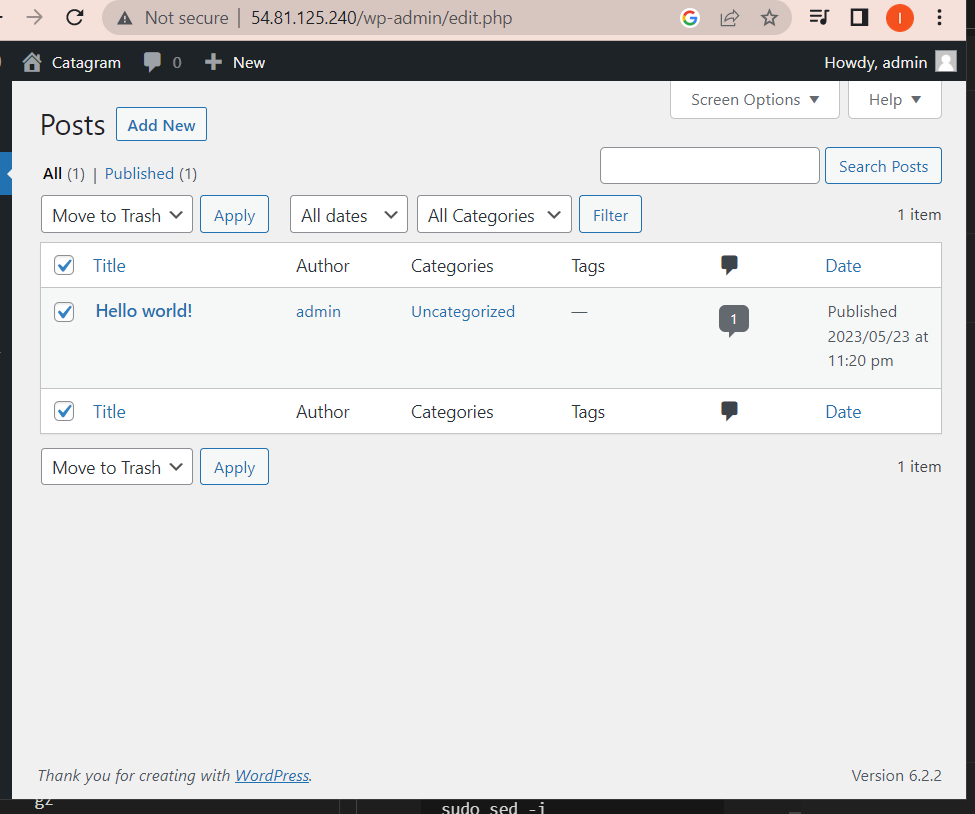 Not secure | 54.81.125.240/wp-admin/edit.php
Catagram 0 + New Howdy, admin
Screen Options ▼ Help ▼
Posts Add New
All (1) | Published (1)
Search Posts
Move to Trash Apply All dates All Categories Filter 1 item
Title Author Categories Tags Date
Hello world! admin Uncategorized — 1 Published
2023/05/23 at
11:20 pm
Title Author Categories Tags Date
Move to Trash Apply 1 item
Thank you for creating with WordPress. Version 6.2.2
gz sudo sed -i